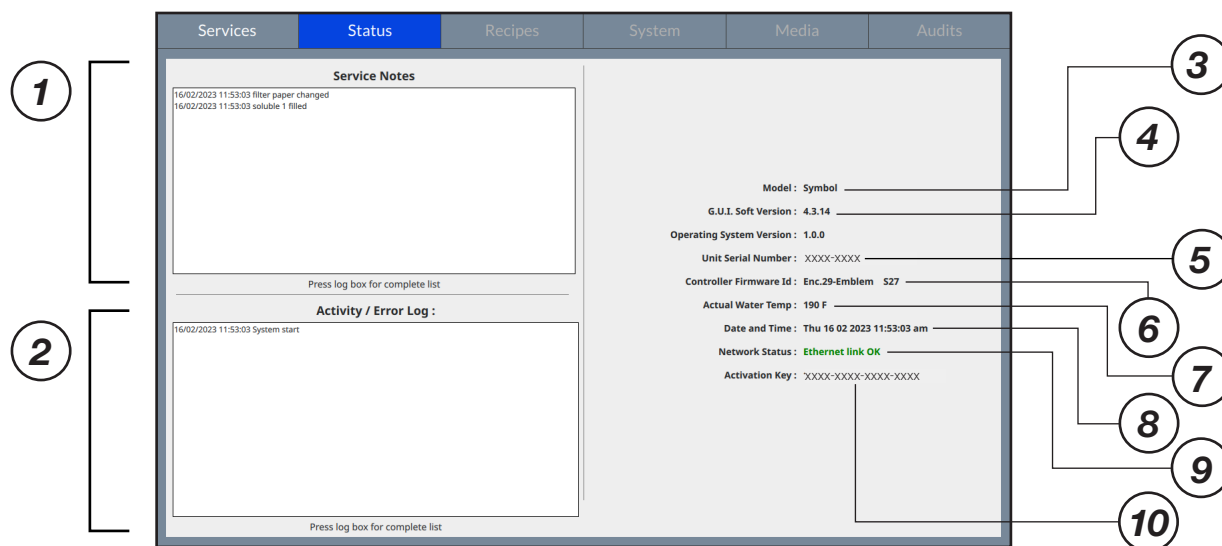 Services Status Recipes System Media Audits
1
Service Notes
16/02/2023 11:53:03 filter paper changed
16/02/2023 11:53:03 soluble 1 filled
Press log box for complete list
2
Activity / Error Log :
16/02/2023 11:53:03 System start
Press log box for complete list
Model : Symbol
G.U.I. Soft Version : 4.3.14
Operating System Version : 1.0.0
Unit Serial Number : XXXX-XXXX
Controller Firmware Id : Enc.29-Emblem S27
Actual Water Temp : 190 F
Date and Time : Thu 16 02 2023 11:53:03 am
Network Status : Ethernet link OK
Activation Key : XXXX-XXXX-XXXX-XXXX
3
4
5
6
7
8
9
10